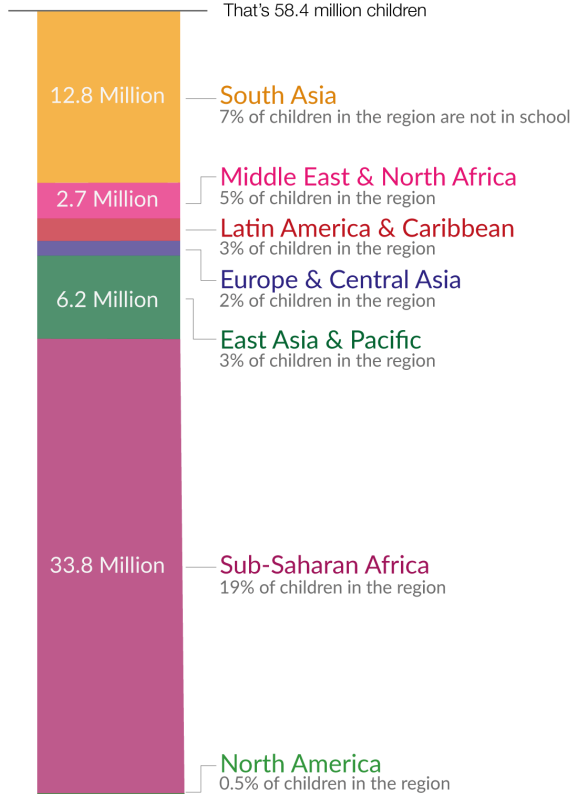 That's 58.4 million children
12.8 Million
South Asia
7% of children in the region are not in school
Middle East & North Africa
2.7 Million
5% of children in the region
Latin America & Caribbean
3% of children in the region
Europe & Central Asia
6.2 Million
2% of children in the region
East Asia & Pacific
3% of children in the region
33.8 Million
Sub-Saharan Africa
19% of children in the region
North America
0.5% of children in the region